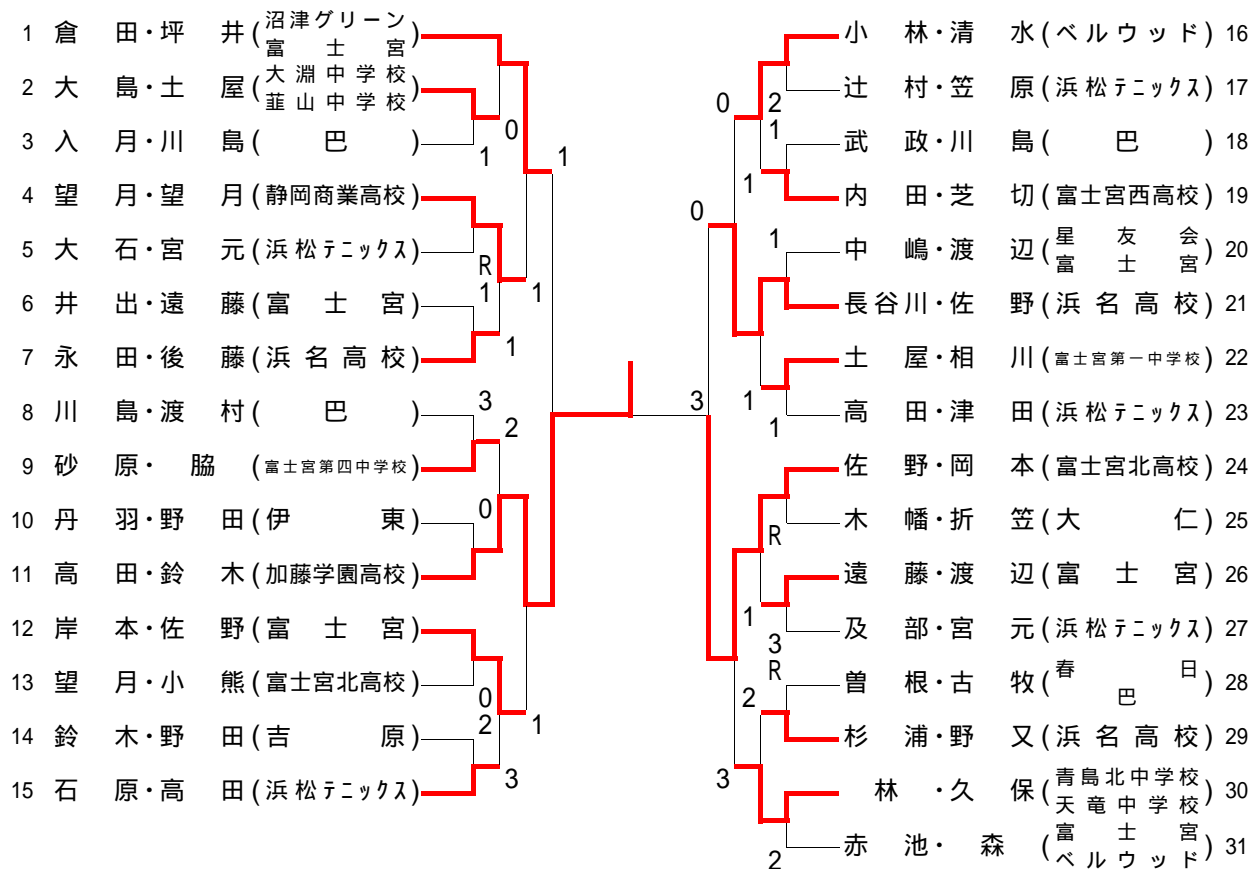 1 倉 田・坪 井 (沼津グリーン 富士宮)
2 大 島・土 屋 (大淵中学校 韮山中学校)
3 入 月・川 島 (巴)
4 望 月・望 月 (静岡商業高校)
5 大 石・宮 元 (浜松テニックス)
6 井 出・遠 藤 (富士宮)
7 永 田・後 藤 (浜名高校)
8 川 島・渡 村 (巴)
9 砂 原・ 脇 (富士宮第四中学校)
10 丹 羽・野 田 (伊東)
11 高 田・鈴 木 (加藤学園高校)
12 岸 本・佐 野 (富士宮)
13 望 月・小 熊 (富士宮北高校)
14 鈴 木・野 田 (吉原)
15 石 原・高 田 (浜松テニックス)
0
1
1
R
1
1
1
3
2
0
0
2
1
3
3
0
2
1
1
0
1
1
1
R
1
3
R
2
3
2
小 林・清 水 (ベルウッド) 16
辻 村・笠 原 (浜松テニックス) 17
武 政・川 島 (巴) 18
内 田・芝 切 (富士宮西高校) 19
中 嶋・渡 辺 (星友会 富士宮) 20
長谷川・佐 野 (浜名高校) 21
土 屋・相 川 (富士宮第一中学校) 22
高 田・津 田 (浜松テニックス) 23
佐 野・岡 本 (富士宮北高校) 24
木 幡・折 笠 (大仁) 25
遠 藤・渡 辺 (富士宮) 26
及 部・宮 元 (浜松テニックス) 27
曽 根・古 牧 (春日 巴) 28
杉 浦・野 又 (浜名高校) 29
林 ・久 保 (青島北中学校 天竜中学校) 30
赤 池・ 森 (富士宮 ベルウッド) 31